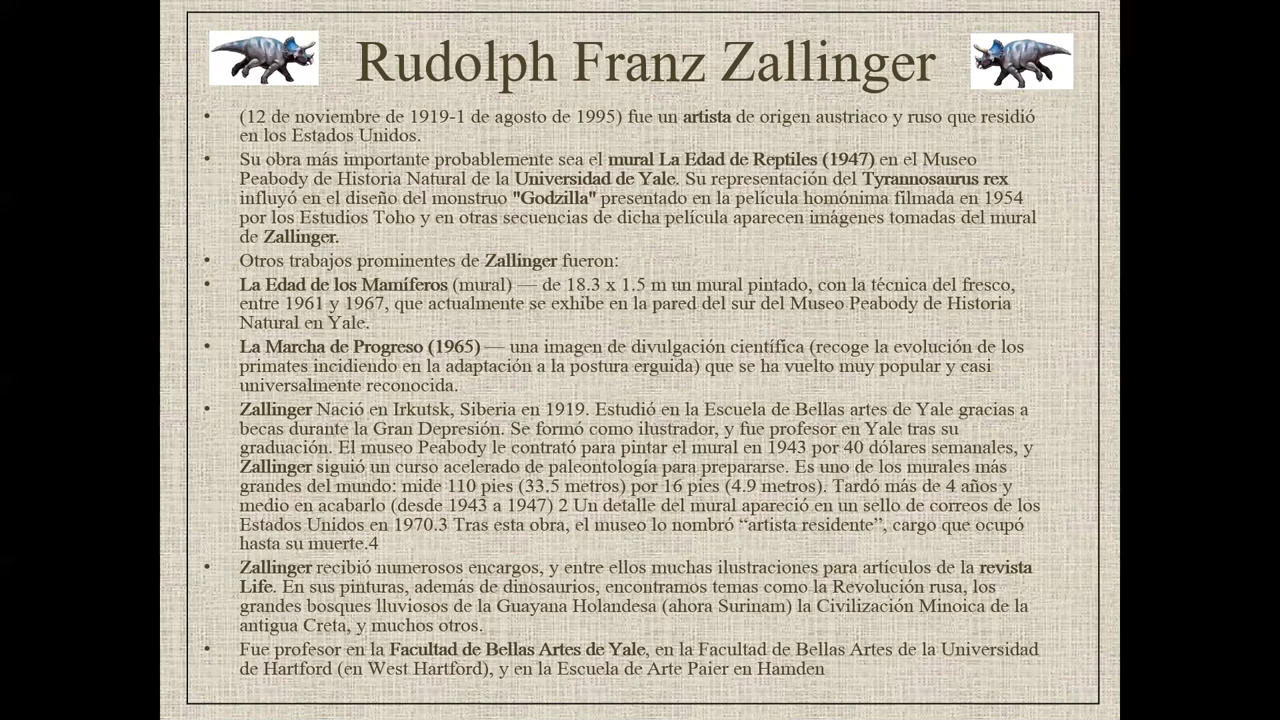 Rudolph Franz Zallinger
• (12 de noviembre de 1919-1 de agosto de 1995) fue un artista de origen austriaco y ruso que residió
en los Estados Unidos.
• Su obra más importante probablemente sea el mural La Edad de Reptiles (1947) en el Museo
Peabody de Historia Natural de la Universidad de Yale. Su representación del Tyrannosaurus rex
influyó en el diseño del monstruo "Godzilla" presentado en la película homónima filmada en 1954
por los Estudios Toho y en otras secuencias de dicha película aparecen imágenes tomadas del mural
de Zallinger.
• Otros trabajos prominentes de Zallinger fueron:
• La Edad de los Mamíferos (mural) — de 18.3 x 1.5 m un mural pintado, con la técnica del fresco,
entre 1961 y 1967, que actualmente se exhibe en la pared del sur del Museo Peabody de Historia
Natural en Yale.
• La Marcha de Progreso (1965) — una imagen de divulgación científica (recoge la evolución de los
primates incidiendo en la adaptación a la postura erguida) que se ha vuelto muy popular y casi
universalmente reconocida.
• Zallinger Nació en Irkutsk, Siberia en 1919. Estudió en la Escuela de Bellas artes de Yale gracias a
becas durante la Gran Depresión. Se formó como ilustrador, y fue profesor en Yale tras su
graduación. El museo Peabody le contrató para pintar el mural en 1943 por 40 dólares semanales, y
Zallinger siguió un curso acelerado de paleontología para prepararse. Es uno de los murales más
grandes del mundo: mide 110 pies (33.5 metros) por 16 pies (4.9 metros). Tardó más de 4 años y
medio en acabarlo (desde 1943 a 1947) 2 Un detalle del mural apareció en un sello de correos de los
Estados Unidos en 1970.3 Tras esta obra, el museo lo nombró “artista residente”, cargo que ocupó
hasta su muerte.4
• Zallinger recibió numerosos encargos, y entre ellos muchas ilustraciones para artículos de la revista
Life. En sus pinturas, además de dinosaurios, encontramos temas como la Revolución rusa, los
grandes bosques lluviosos de la Guayana Holandesa (ahora Surinam) la Civilización Minoica de la
antigua Creta, y muchos otros.
• Fue profesor en la Facultad de Bellas Artes de Yale, en la Facultad de Bellas Artes de la Universidad
de Hartford (en West Hartford), y en la Escuela de Arte Paier en Hamden